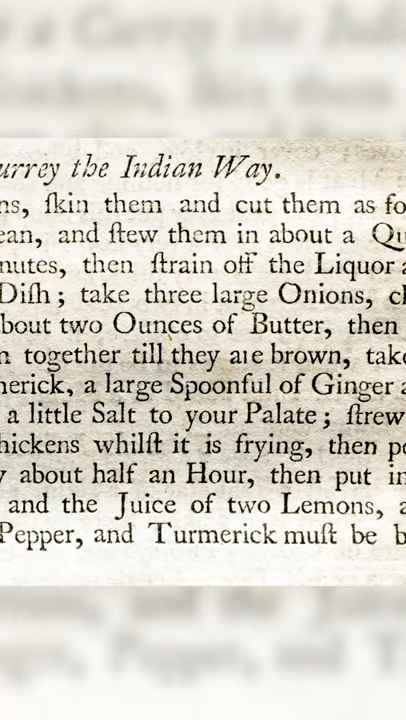 urrey the Indian Way.
ns, ſkin them and cut them as fo
ean, and ſtew them in about a Qu
nutes, then ſtrain off the Liquor a
Diſh; take three large Onions, ch
bout two Ounces of Butter, then
n together till they are brown, take
merick, a large Spoonful of Ginger a
a little Salt to your Palate; ſtrew
hickens whilſt it is frying, then po
y about half an Hour, then put in
and the Juice of two Lemons, a
Pepper, and Turmerick muſt be b